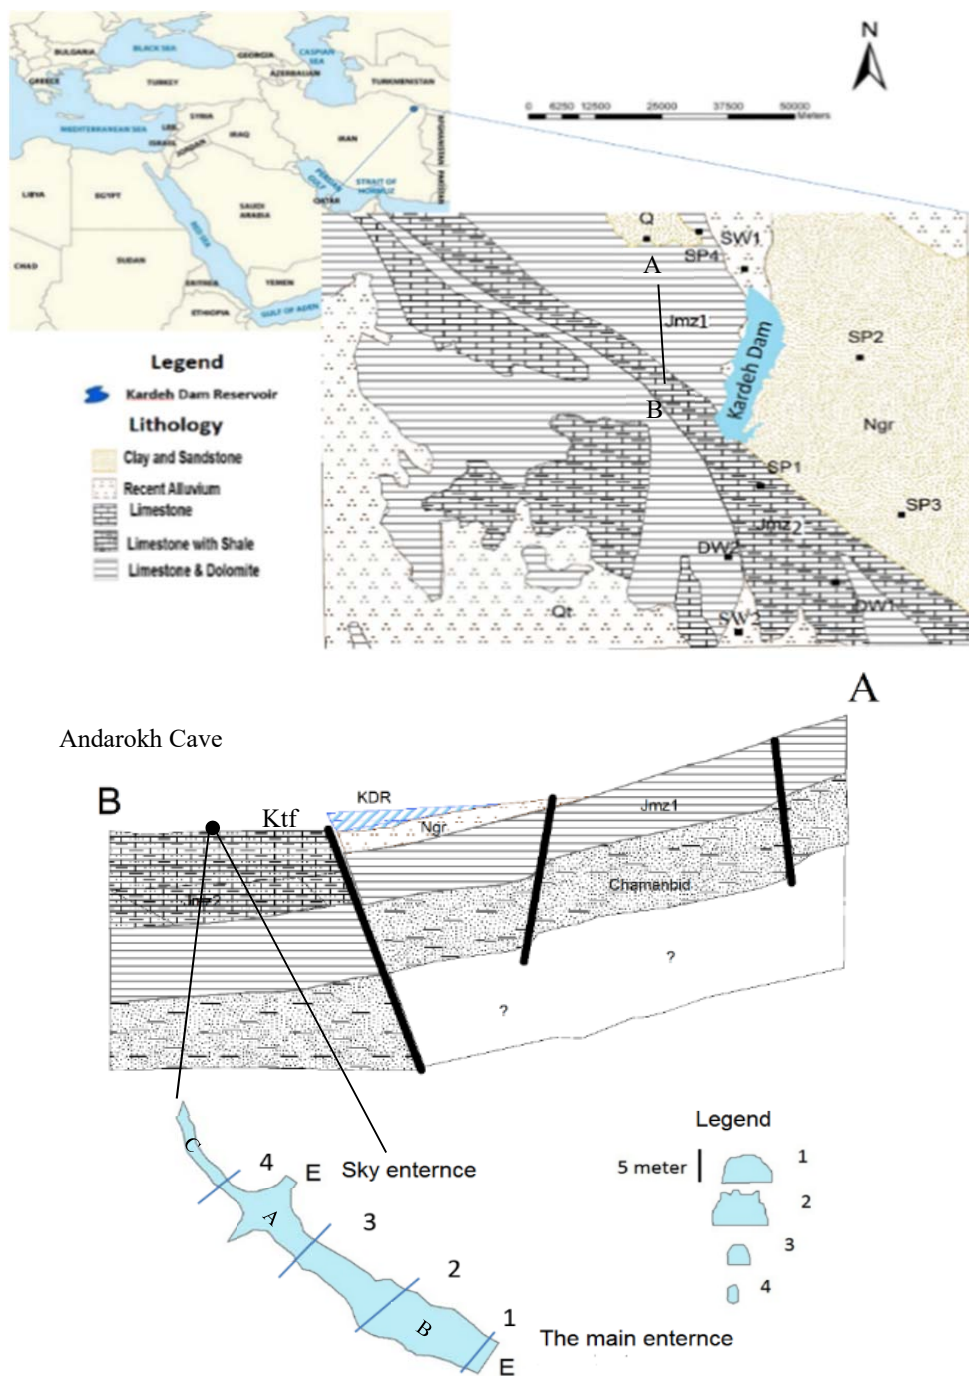 BLACK SEA
BULGARIA
GEORGIA
CASPIAN
SEA
AZERBAIJAN
GREECE
TURKEY
TURKMENISTAN
SYRIA
MEDITERRANEAN SEA
LEB.
ISRAEL
JORDAN
IRAQ
IRAN
AFGHANISTAN
PAKISTAN
PERSIAN
GULF
STRAIT OF
HORMUZ
QATAR
LIBYA
EGYPT
SAUDI
ARABIA
RED SEA
CHAD
SUDAN
ERITREA
YEMEN
ETHIOPIA
GULF OF ADEN
N
0 6250 12500 25000 37500 50000
Meters
Q
SW1
SP4
A
Jmz1
Kardeh Dam
SP2
B
Ngr
SP1
SP3
Jmz2
DW2
DW1
Qt
SW2
Legend
Kardeh Dam Reservoir
Lithology
Clay and Sandstone
Recent Alluvium
Limestone
Limestone with Shale
Limestone & Dolomite
A
Andarokh Cave
B
KDR
Ktf
Ngr
Jmz1
Jmz2
Chamanbid
?
?
C
4
E
Sky enternce
A
3
2
B
1
The main enternce
E
Legend
5 meter
1
2
3
4